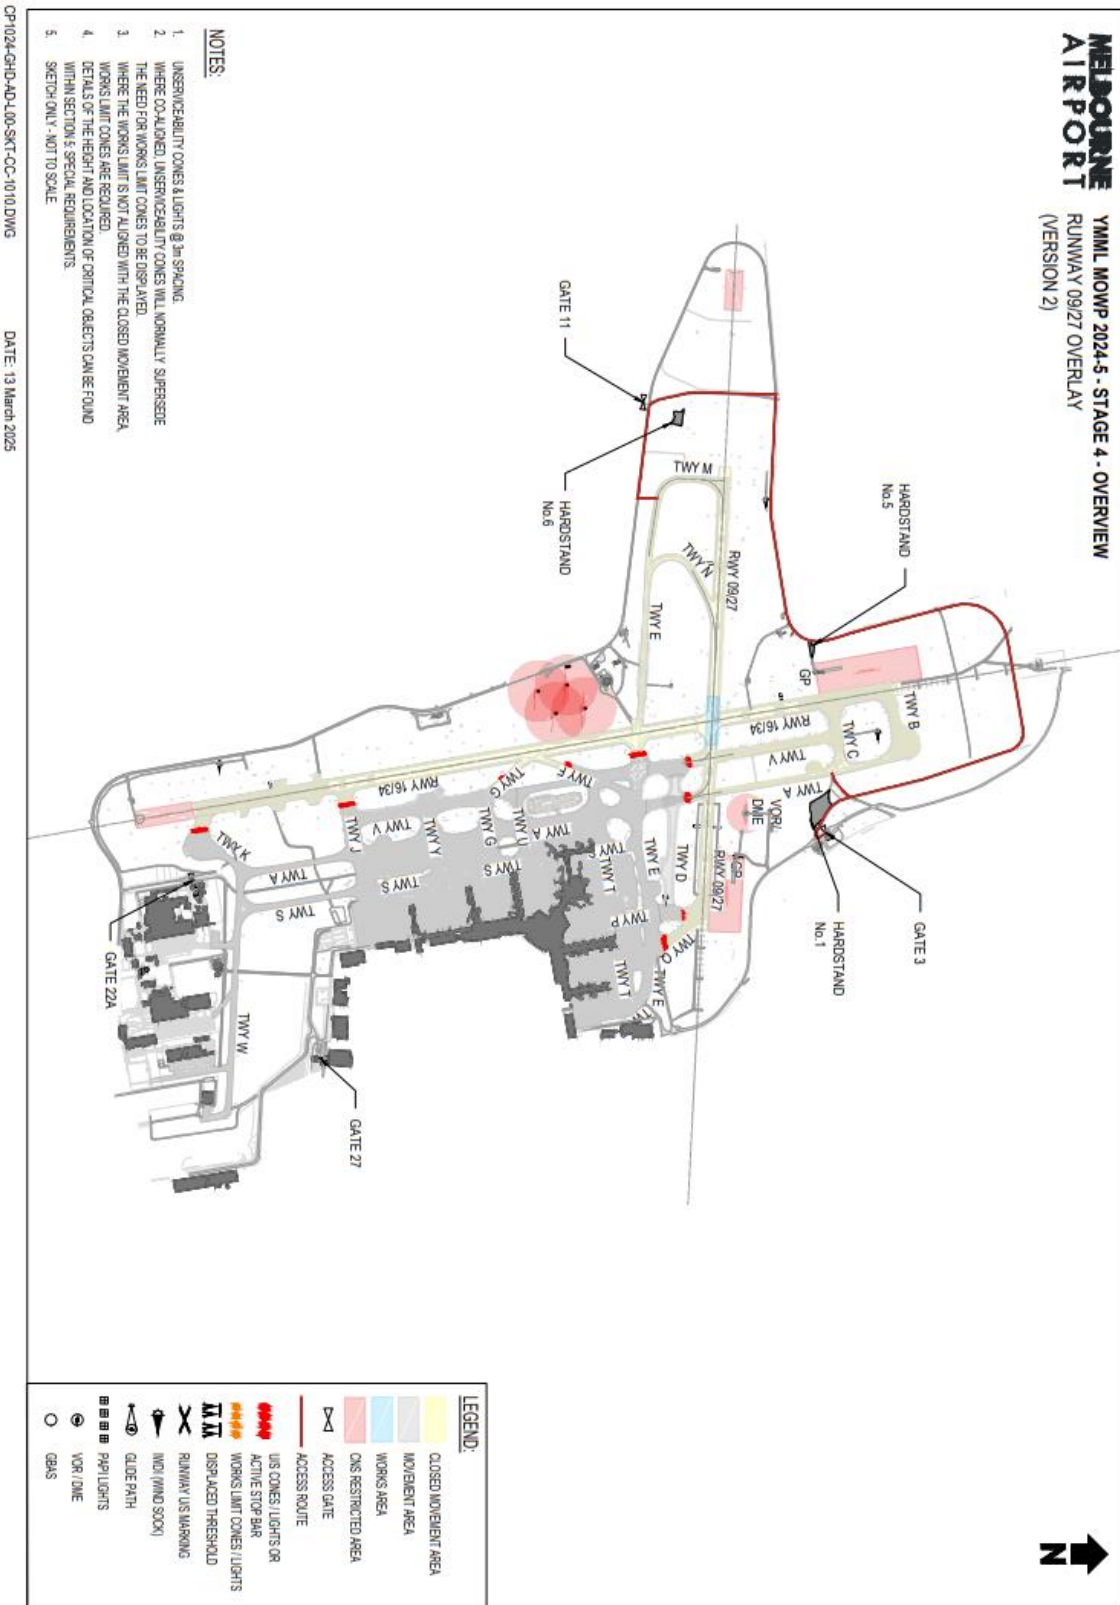 MELBOURNE
AIRPORT
YMML MOWP 2024-5 - STAGE 4 - OVERVIEW
RUNWAY 09/27 OVERLAY
(VERSION 2)
N
HARDSTAND
No.5
GATE 3
HARDSTAND
No.1
GATE 11
HARDSTAND
No.6
GATE 27
GATE 22A
TWY M
TWY N
RWY 09/27
TWY E
GP
TWY B
RWY 16/34
TWY C
TWY V
TWY A
VOR/
DME
GP
RWY 09/27
TWY D
TWY E
TWY Q
TWY F
TWY G
RWY 16/34
TWY J
TWY V
TWY Y
TWY G
TWY U
TWY A
TWY S
TWY S
TWY T
TWY P
TWY T
TWY E
TWY K
TWY A
TWY S
TWY W
NOTES:
1. UNSERVICEABILITY CONES & LIGHTS @ 3m SPACING.
2. WHERE CO-ALIGNED, UNSERVICEABILITY CONES WILL NORMALLY SUPERSEDE
THE NEED FOR WORKS LIMIT CONES TO BE DISPLAYED.
3. WHERE THE WORKS LIMIT IS NOT ALIGNED WITH THE CLOSED MOVEMENT AREA,
WORKS LIMIT CONES ARE REQUIRED.
4. DETAILS OF THE HEIGHT AND LOCATION OF CRITICAL OBJECTS CAN BE FOUND
WITHIN SECTION 5: SPECIAL REQUIREMENTS.
5. SKETCH ONLY - NOT TO SCALE.
LEGEND:
CLOSED MOVEMENT AREA
MOVEMENT AREA
WORKS AREA
CNS RESTRICTED AREA
ACCESS GATE
ACCESS ROUTE
U/S CONES / LIGHTS OR
ACTIVE STOP BAR
WORKS LIMIT CONES / LIGHTS
DISPLACED THRESHOLD
RUNWAY U/S MARKING
IWDI (WIND SOCK)
GLIDE PATH
PAPI LIGHTS
VOR / DME
GBAS
CP1024-GHD-AD-L00-SKT-CC-1010.DWG
DATE: 13 March 2025